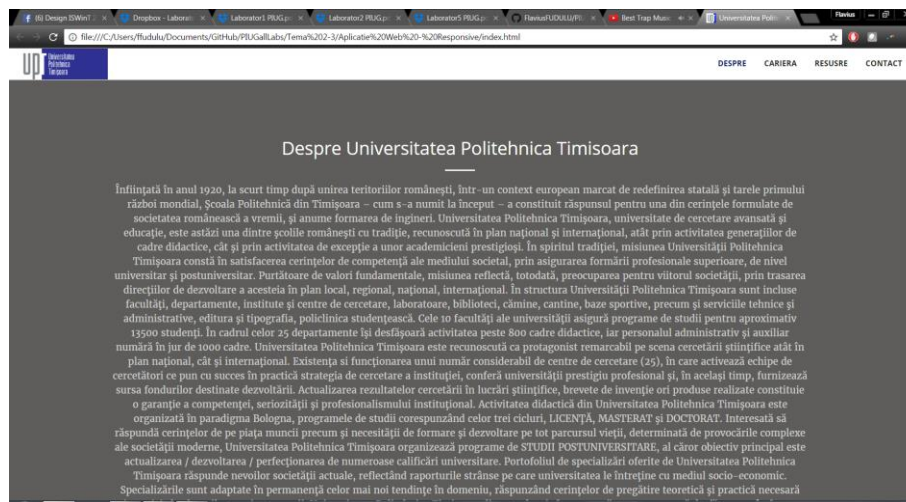 (6) Design ISWinT
Dropbox - Laborat
Laborator1 PIUG.p
Laborator2 PIUG.p
Laborator5 PIUG.p
FlaviusFUDULU/PI
Best Trap Music
Universitatea Polite
Flavius
file:///C:/Users/ffudulu/Documents/GitHub/PIUGallLabs/Tema%202-3/Aplicatie%20Web%20-%20Responsive/index.html
UPT
Universitatea
Politehnica
Timișoara
DESPRE CARIERA RESURSE CONTACT
Despre Universitatea Politehnica Timisoara
Înființată în anul 1920, la scurt timp după unirea teritoriilor românești, într-un context european marcat de redefinirea statală și tarele primului
război mondial, Școala Politehnică din Timișoara – cum s-a numit la început – a constituit răspunsul pentru una din cerințele formulate de
societatea românească a vremii, și anume formarea de ingineri. Universitatea Politehnica Timișoara, universitate de cercetare avansată și
educație, este astăzi una dintre școlile românești cu tradiție, recunoscută în plan național și internațional, atât prin activitatea generațiilor de
cadre didactice, cât și prin activitatea de excepție a unor academicieni prestigioși. În spiritul tradiției, misiunea Universității Politehnica
Timișoara constă în satisfacerea cerințelor de competență ale mediului societal, prin asigurarea formării profesionale superioare, de nivel
universitar și postuniversitar. Purtătoare de valori fundamentale, misiunea reflectă, totodată, preocuparea pentru viitorul societății, prin trasarea
direcțiilor de dezvoltare a acesteia în plan local, regional, național, internațional. În structura Universității Politehnica Timișoara sunt incluse
facultăți, departamente, institute și centre de cercetare, laboratoare, biblioteci, cămine, cantine, baze sportive, precum și serviciile tehnice și
administrative, editura și tipografia, policlinica studențească. Cele 10 facultăți ale universității asigură programe de studii pentru aproximativ
13500 studenți. În cadrul celor 25 departamente își desfășoară activitatea peste 800 cadre didactice, iar personalul administrativ și auxiliar
numără în jur de 1000 cadre. Universitatea Politehnica Timișoara este recunoscută ca protagonist remarcabil pe scena cercetării științifice atât în
plan național, cât și internațional. Existența si funcționarea unui număr considerabil de centre de cercetare (25), în care activează echipe de
cercetători ce pun cu succes în practică strategia de cercetare a instituției, conferă universității prestigiu profesional și, în același timp, furnizează
sursa fondurilor destinate dezvoltării. Actualizarea rezultatelor cercetării în lucrări științifice, brevete de invenție ori produse realizate constituie
o garanție a competenței, seriozității și profesionalismului instituțional. Activitatea didactică din Universitatea Politehnica Timișoara este
organizată în paradigma Bologna, programele de studii corespunzând celor trei cicluri, LICENȚĂ, MASTERAT și DOCTORAT. Interesată să
răspundă cerințelor de pe piața muncii precum și necesității de formare și dezvoltare pe tot parcursul vieții, determinată de provocările complexe
ale societății moderne, Universitatea Politehnica Timișoara organizează programe de STUDII POSTUNIVERSITARE, al căror obiectiv principal este
actualizarea / dezvoltarea / perfecționarea de numeroase calificări universitare. Portofoliul de specializări oferite de Universitatea Politehnica
Timișoara răspunde nevoilor societății actuale, reflectând raporturile strânse pe care universitatea le întreține cu mediul socio-economic.
Specializările sunt adaptate în permanență celor mai noi tendințe în domeniu, răspunzând cerințelor de pregătire teoretică și practică necesară